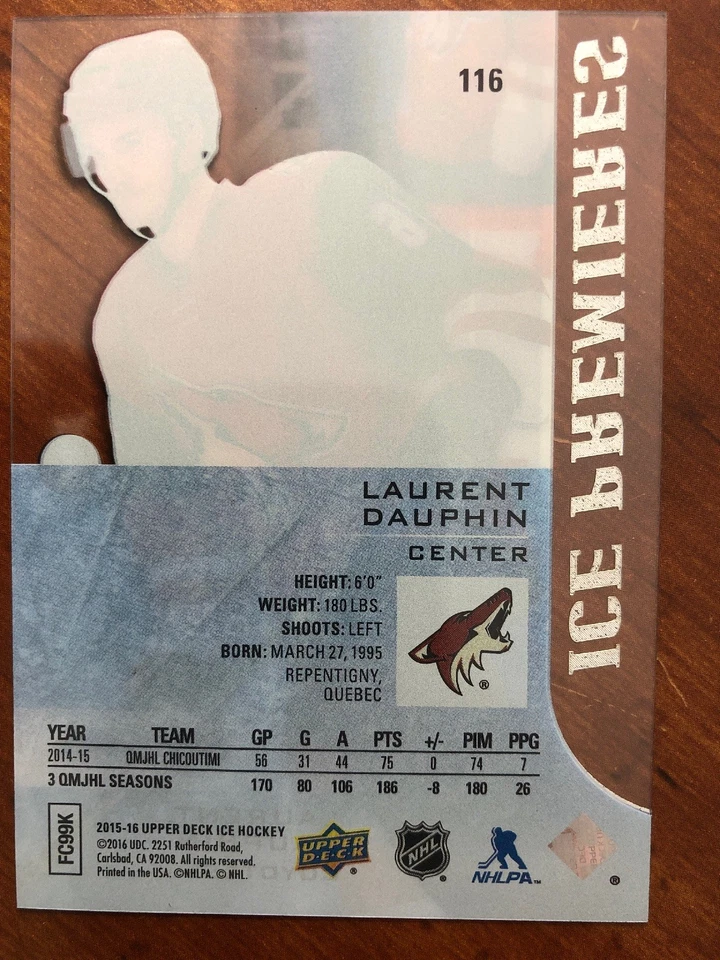 116
ICE PREMIERES
LAURENT
DAUPHIN
CENTER
HEIGHT: 6'0"
WEIGHT: 180 LBS.
SHOOTS: LEFT
BORN: MARCH 27, 1995
REPENTIGNY,
QUEBEC
®
YEAR TEAM GP G A PTS +/- PIM PPG
2014-15 QMJHL CHICOUTIMI 56 31 44 75 0 74 7
3 QMJHL SEASONS 170 80 106 186 -8 180 26
FC99K
2015-16 UPPER DECK ICE HOCKEY
©2016 UDC. 2251 Rutherford Road,
Carlsbad, CA 92008. All rights reserved.
Printed in the USA. ©NHLPA. © NHL.
UPPER
D·E·C·K
®
NHL
®
NHLPA™
®